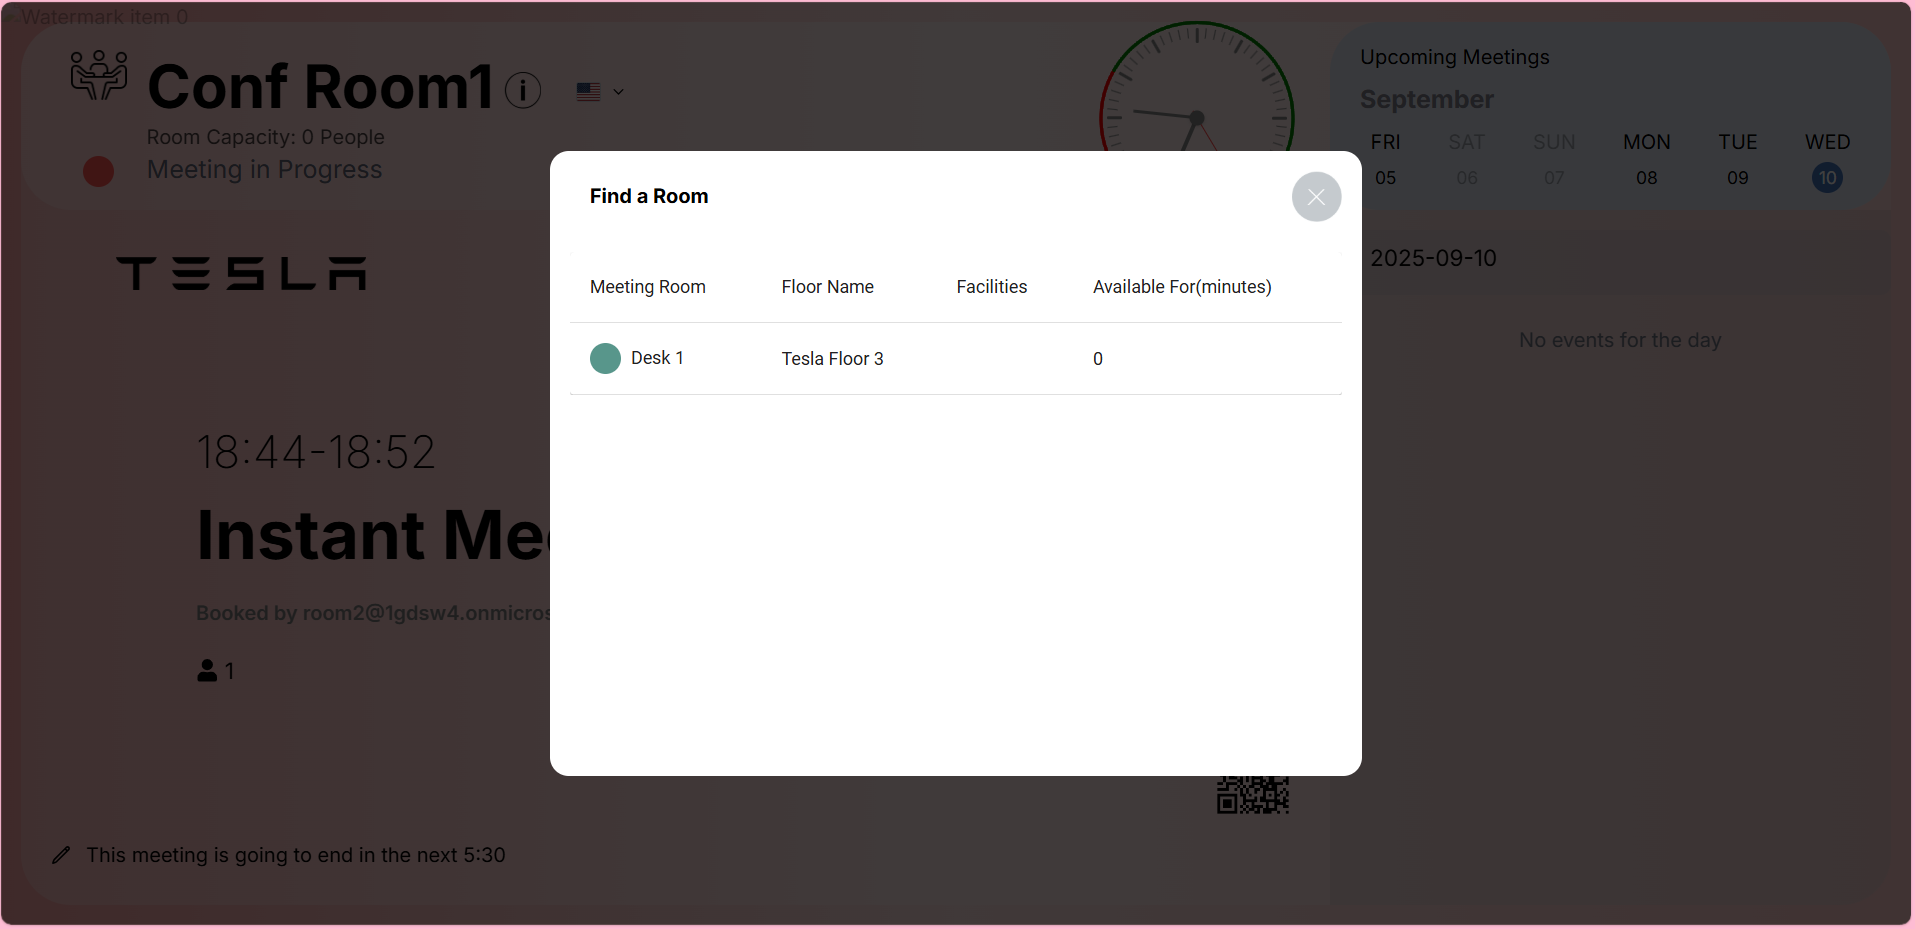 Watermark item 0
Conf Room1
Room Capacity: 0 People
Meeting in Progress
TESLA
18:44-18:52
Instant Me
Booked by room2@1gdsw4.onmicros
1
This meeting is going to end in the next 5:30
Find a Room
Meeting Room Floor Name Facilities Available For(minutes)
Desk 1 Tesla Floor 3 0
Upcoming Meetings
September
FRI SAT SUN MON TUE WED
05 06 07 08 09 10
2025-09-10
No events for the day